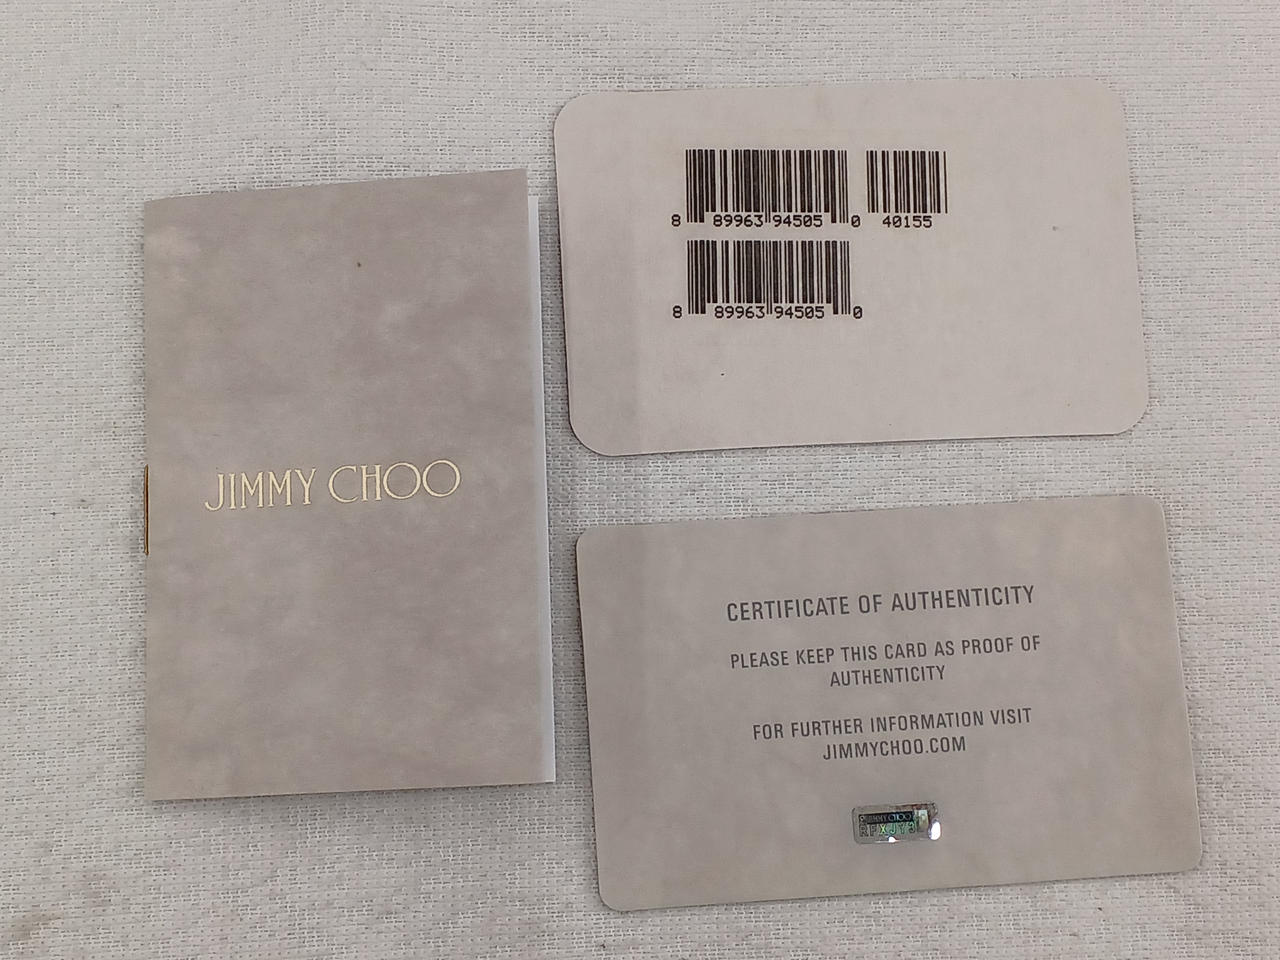 JIMMY CHOO
8 89963 94505 0 40155
8 89963 94505 0
CERTIFICATE OF AUTHENTICITY
PLEASE KEEP THIS CARD AS PROOF OF
AUTHENTICITY
FOR FURTHER INFORMATION VISIT
JIMMYCHOO.COM
JIMMY CHOO